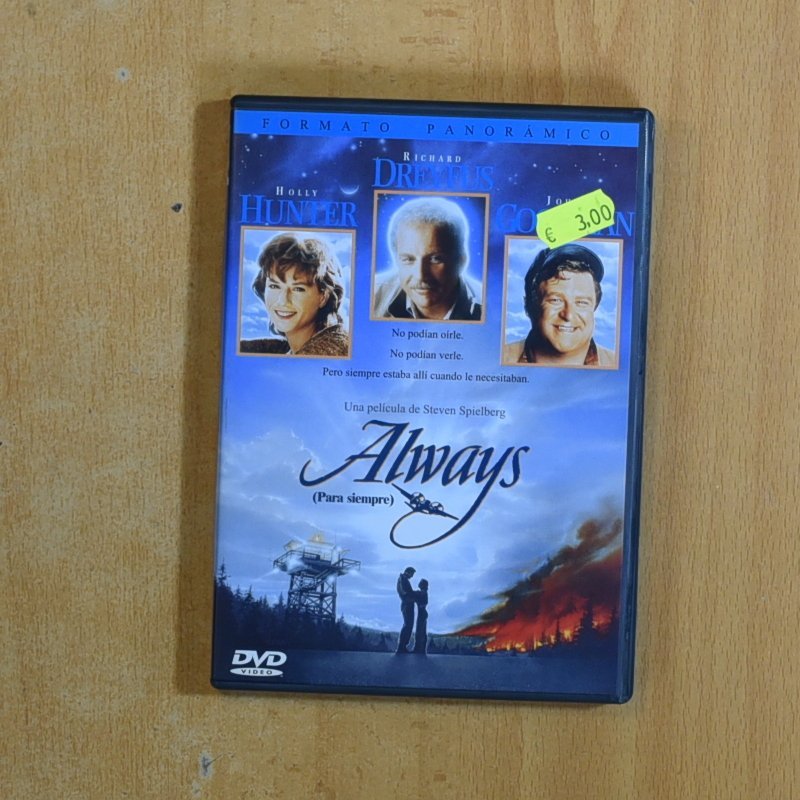 FORMATO PANORÁMICO
RICHARD
DREYFUS
HOLLY
HUNTER
€ 3,00
No podían oírle.
No podían verle.
Pero siempre estaba allí cuando le necesitaban.
Una película de Steven Spielberg
Always
(Para siempre)
DVD
VIDEO